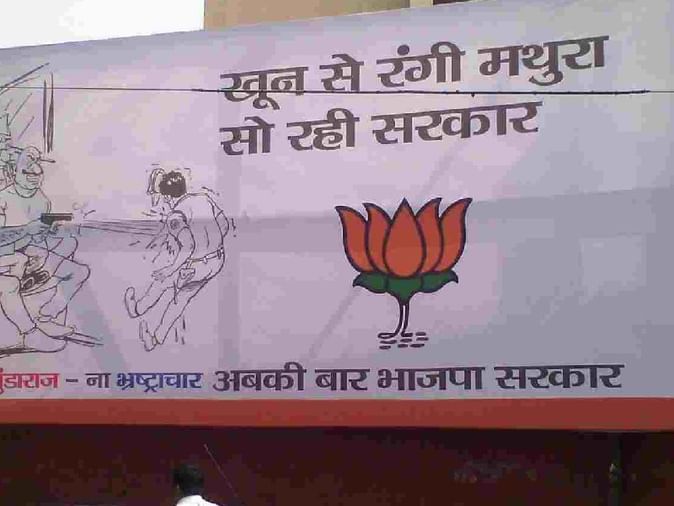 खून से रंगी मथुरा
सो रही सरकार
ुंडाराज - ना भ्रष्ट्राचार अबकी बार भाजपा सरकार